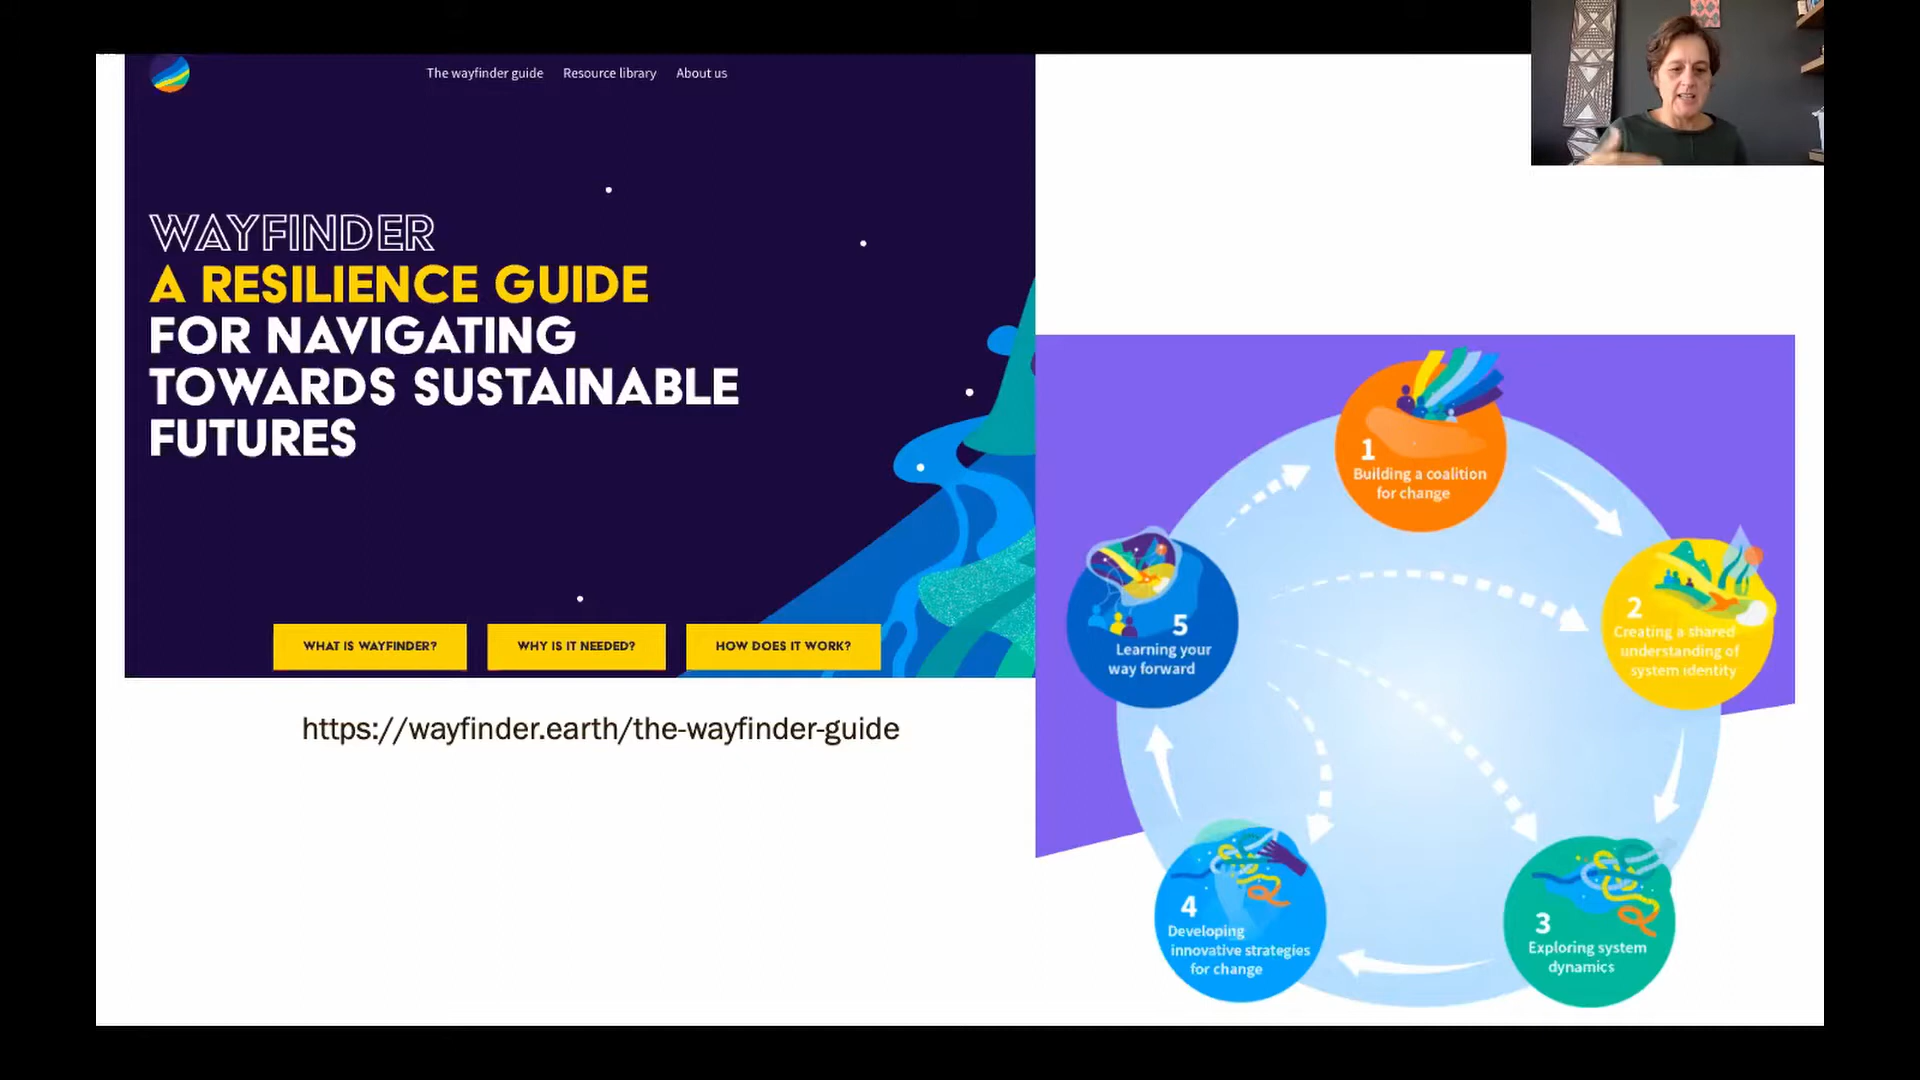 The wayfinder guide Resource library About us
WAYFINDER
A RESILIENCE GUIDE
FOR NAVIGATING
TOWARDS SUSTAINABLE
FUTURES
WHAT IS WAYFINDER? WHY IS IT NEEDED? HOW DOES IT WORK?
https://wayfinder.earth/the-wayfinder-guide
1
Building a coalition
for change
2
Creating a shared
understanding of
system identity
3
Exploring system
dynamics
4
Developing
innovative strategies
for change
5
Learning your
way forward